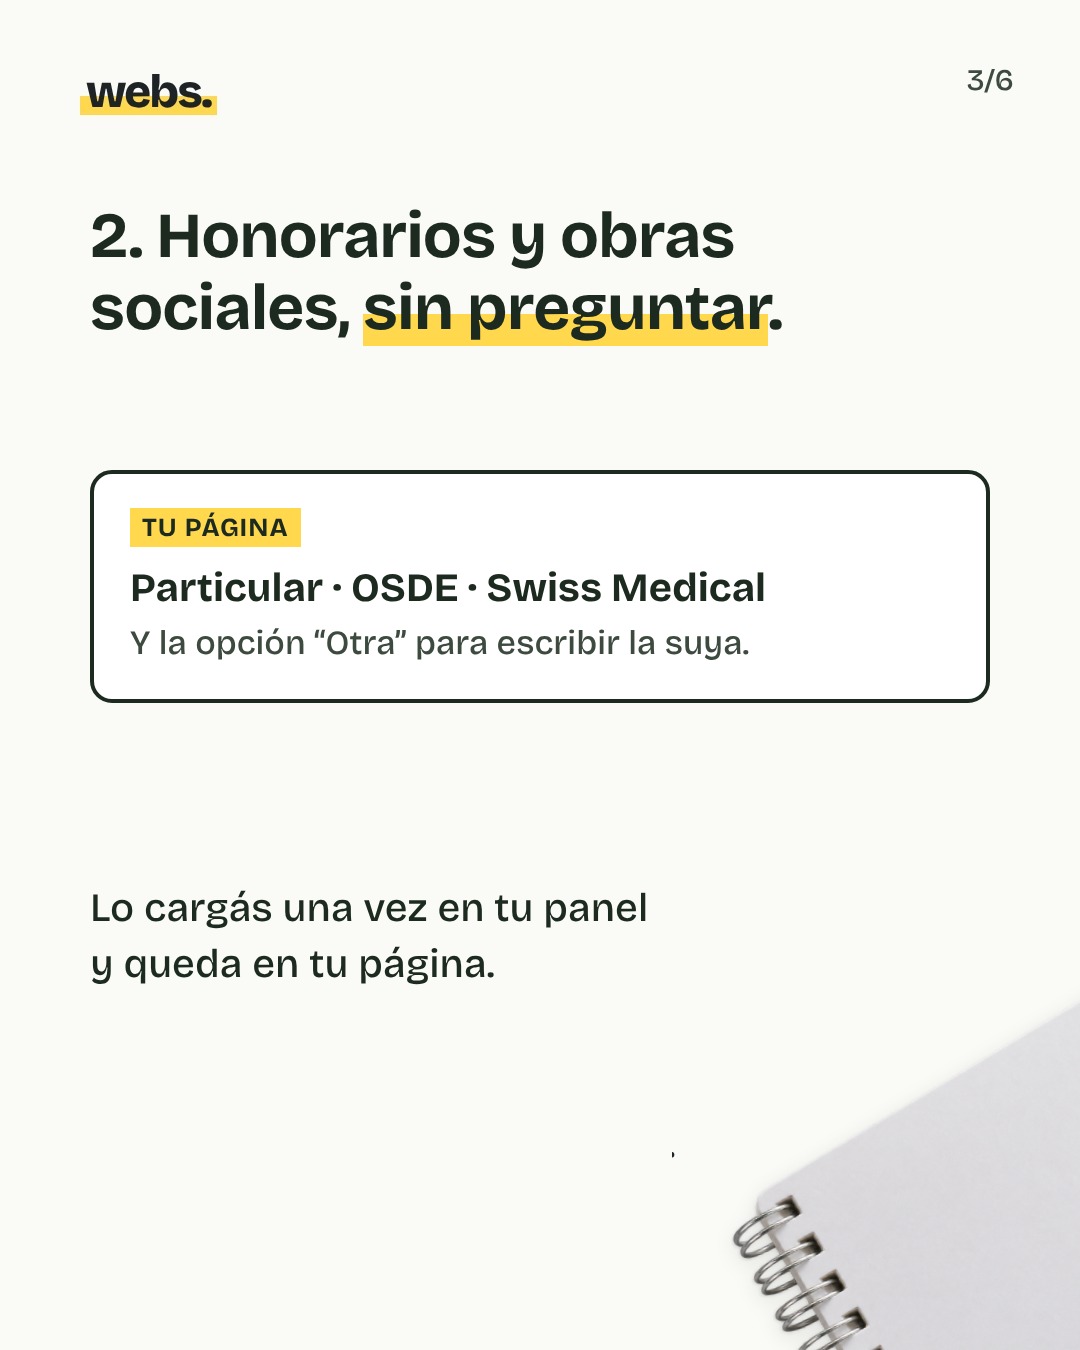 webs.
3/6
2. Honorarios y obras
sociales, sin preguntar.
TU PÁGINA
Particular · OSDE · Swiss Medical
Y la opción “Otra” para escribir la suya.
Lo cargás una vez en tu panel
y queda en tu página.